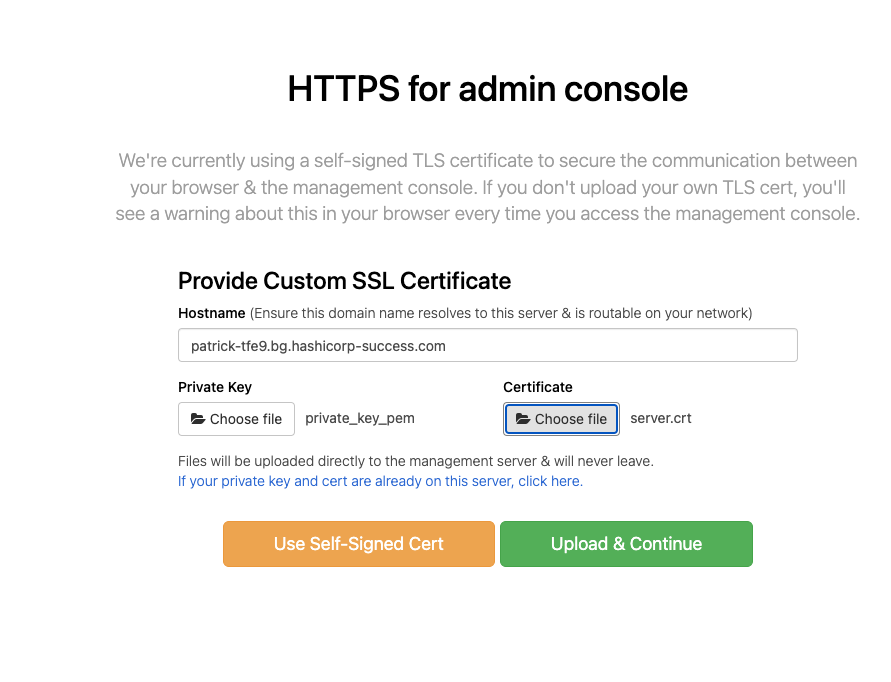 HTTPS for admin console
We're currently using a self-signed TLS certificate to secure the communication between
your browser & the management console. If you don't upload your own TLS cert, you'll
see a warning about this in your browser every time you access the management console.
Provide Custom SSL Certificate
Hostname (Ensure this domain name resolves to this server & is routable on your network)
patrick-tfe9.bg.hashicorp-success.com
Private Key Certificate
Choose file private_key_pem Choose file server.crt
Files will be uploaded directly to the management server & will never leave.
If your private key and cert are already on this server, click here.
Use Self-Signed Cert Upload & Continue